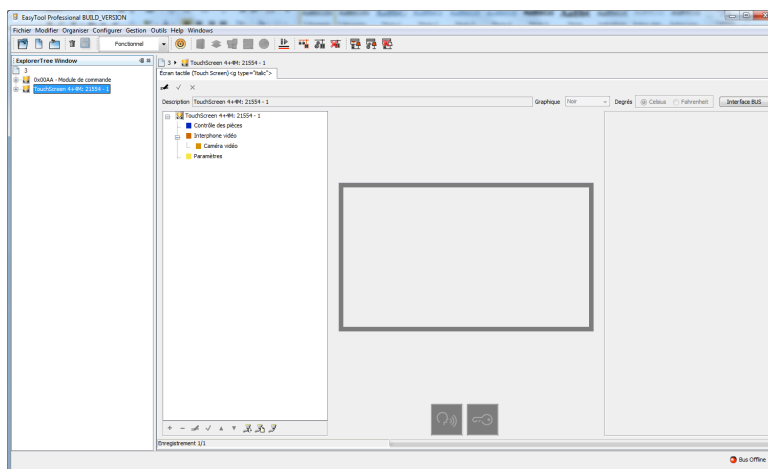 EasyTool Professional BUILD_VERSION
Fichier Modifier Organiser Configurer Gestion Outils Help Windows
Fonctionnel
ExplorerTree Window
3
0x00AA - Module de commande
TouchScreen 4+4M: 21554 - 1
3 TouchScreen 4+4M: 21554 - 1
Ecran tactile (Touch Screen)<g type="Italic">
Description TouchScreen 4+4M: 21554 - 1 Graphique Noir Degrés Celsius Fahrenheit Interface BUS
TouchScreen 4+4M: 21554 - 1
Contrôle des pièces
Interphone vidéo
Caméra vidéo
Paramètres
Enregistrement 1/1
Bus Offline